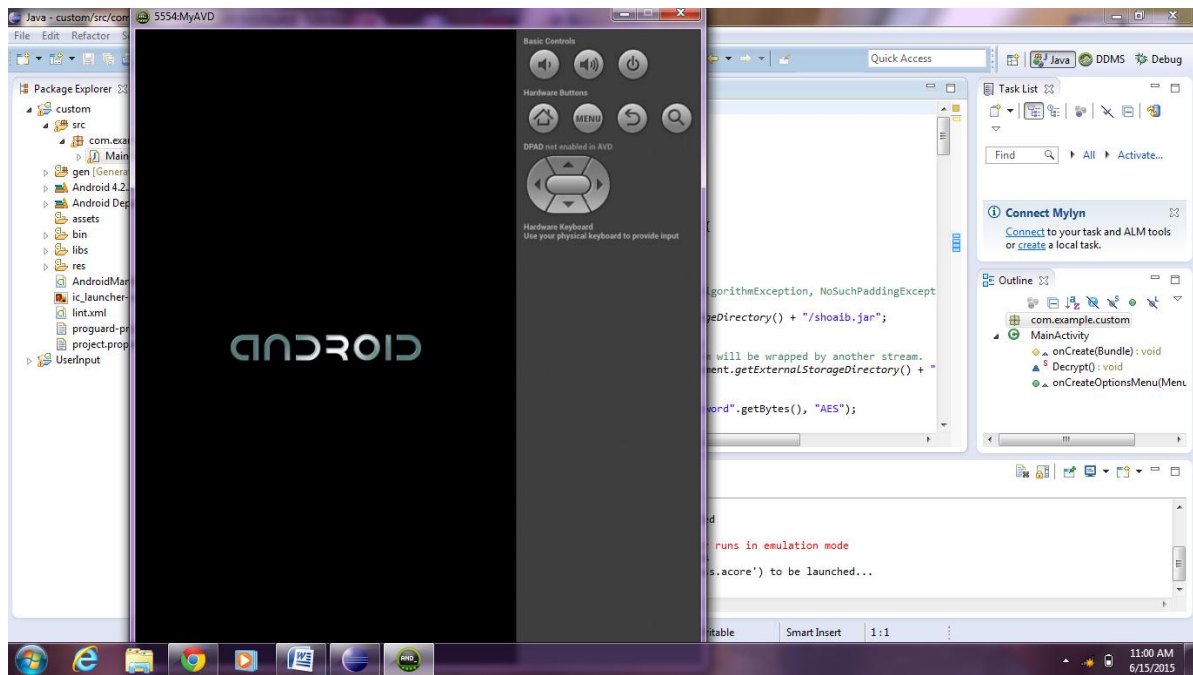 Java - custom/src/com
5554:MyAVD
File Edit Refactor
Quick Access
Java DDMS Debug
Package Explorer
custom
src
com.exa
Main
gen [Genera
Android 4.2.
Android Dep
assets
bin
libs
res
AndroidMan
ic_launcher-
lint.xml
proguard-pr
project.prop
UserInput
Basic Controls
Hardware Buttons
MENU
DPAD not enabled in AVD
Hardware Keyboard
Use your physical keyboard to provide input
ANDROID
{
lgorithmException, NoSuchPaddingExcept
geDirectory() + "/shoaib.jar";
m will be wrapped by another stream.
ment.getExternalStorageDirectory() + "
word".getBytes(), "AES");
Task List
Find All Activate...
Connect Mylyn
Connect to your task and ALM tools
or create a local task.
Outline
com.example.custom
MainActivity
onCreate(Bundle) : void
Decrypt() : void
onCreateOptionsMenu(Menu
ed
r runs in emulation mode
s.acore') to be launched...
ritable Smart Insert 1 : 1
11:00 AM
6/15/2015